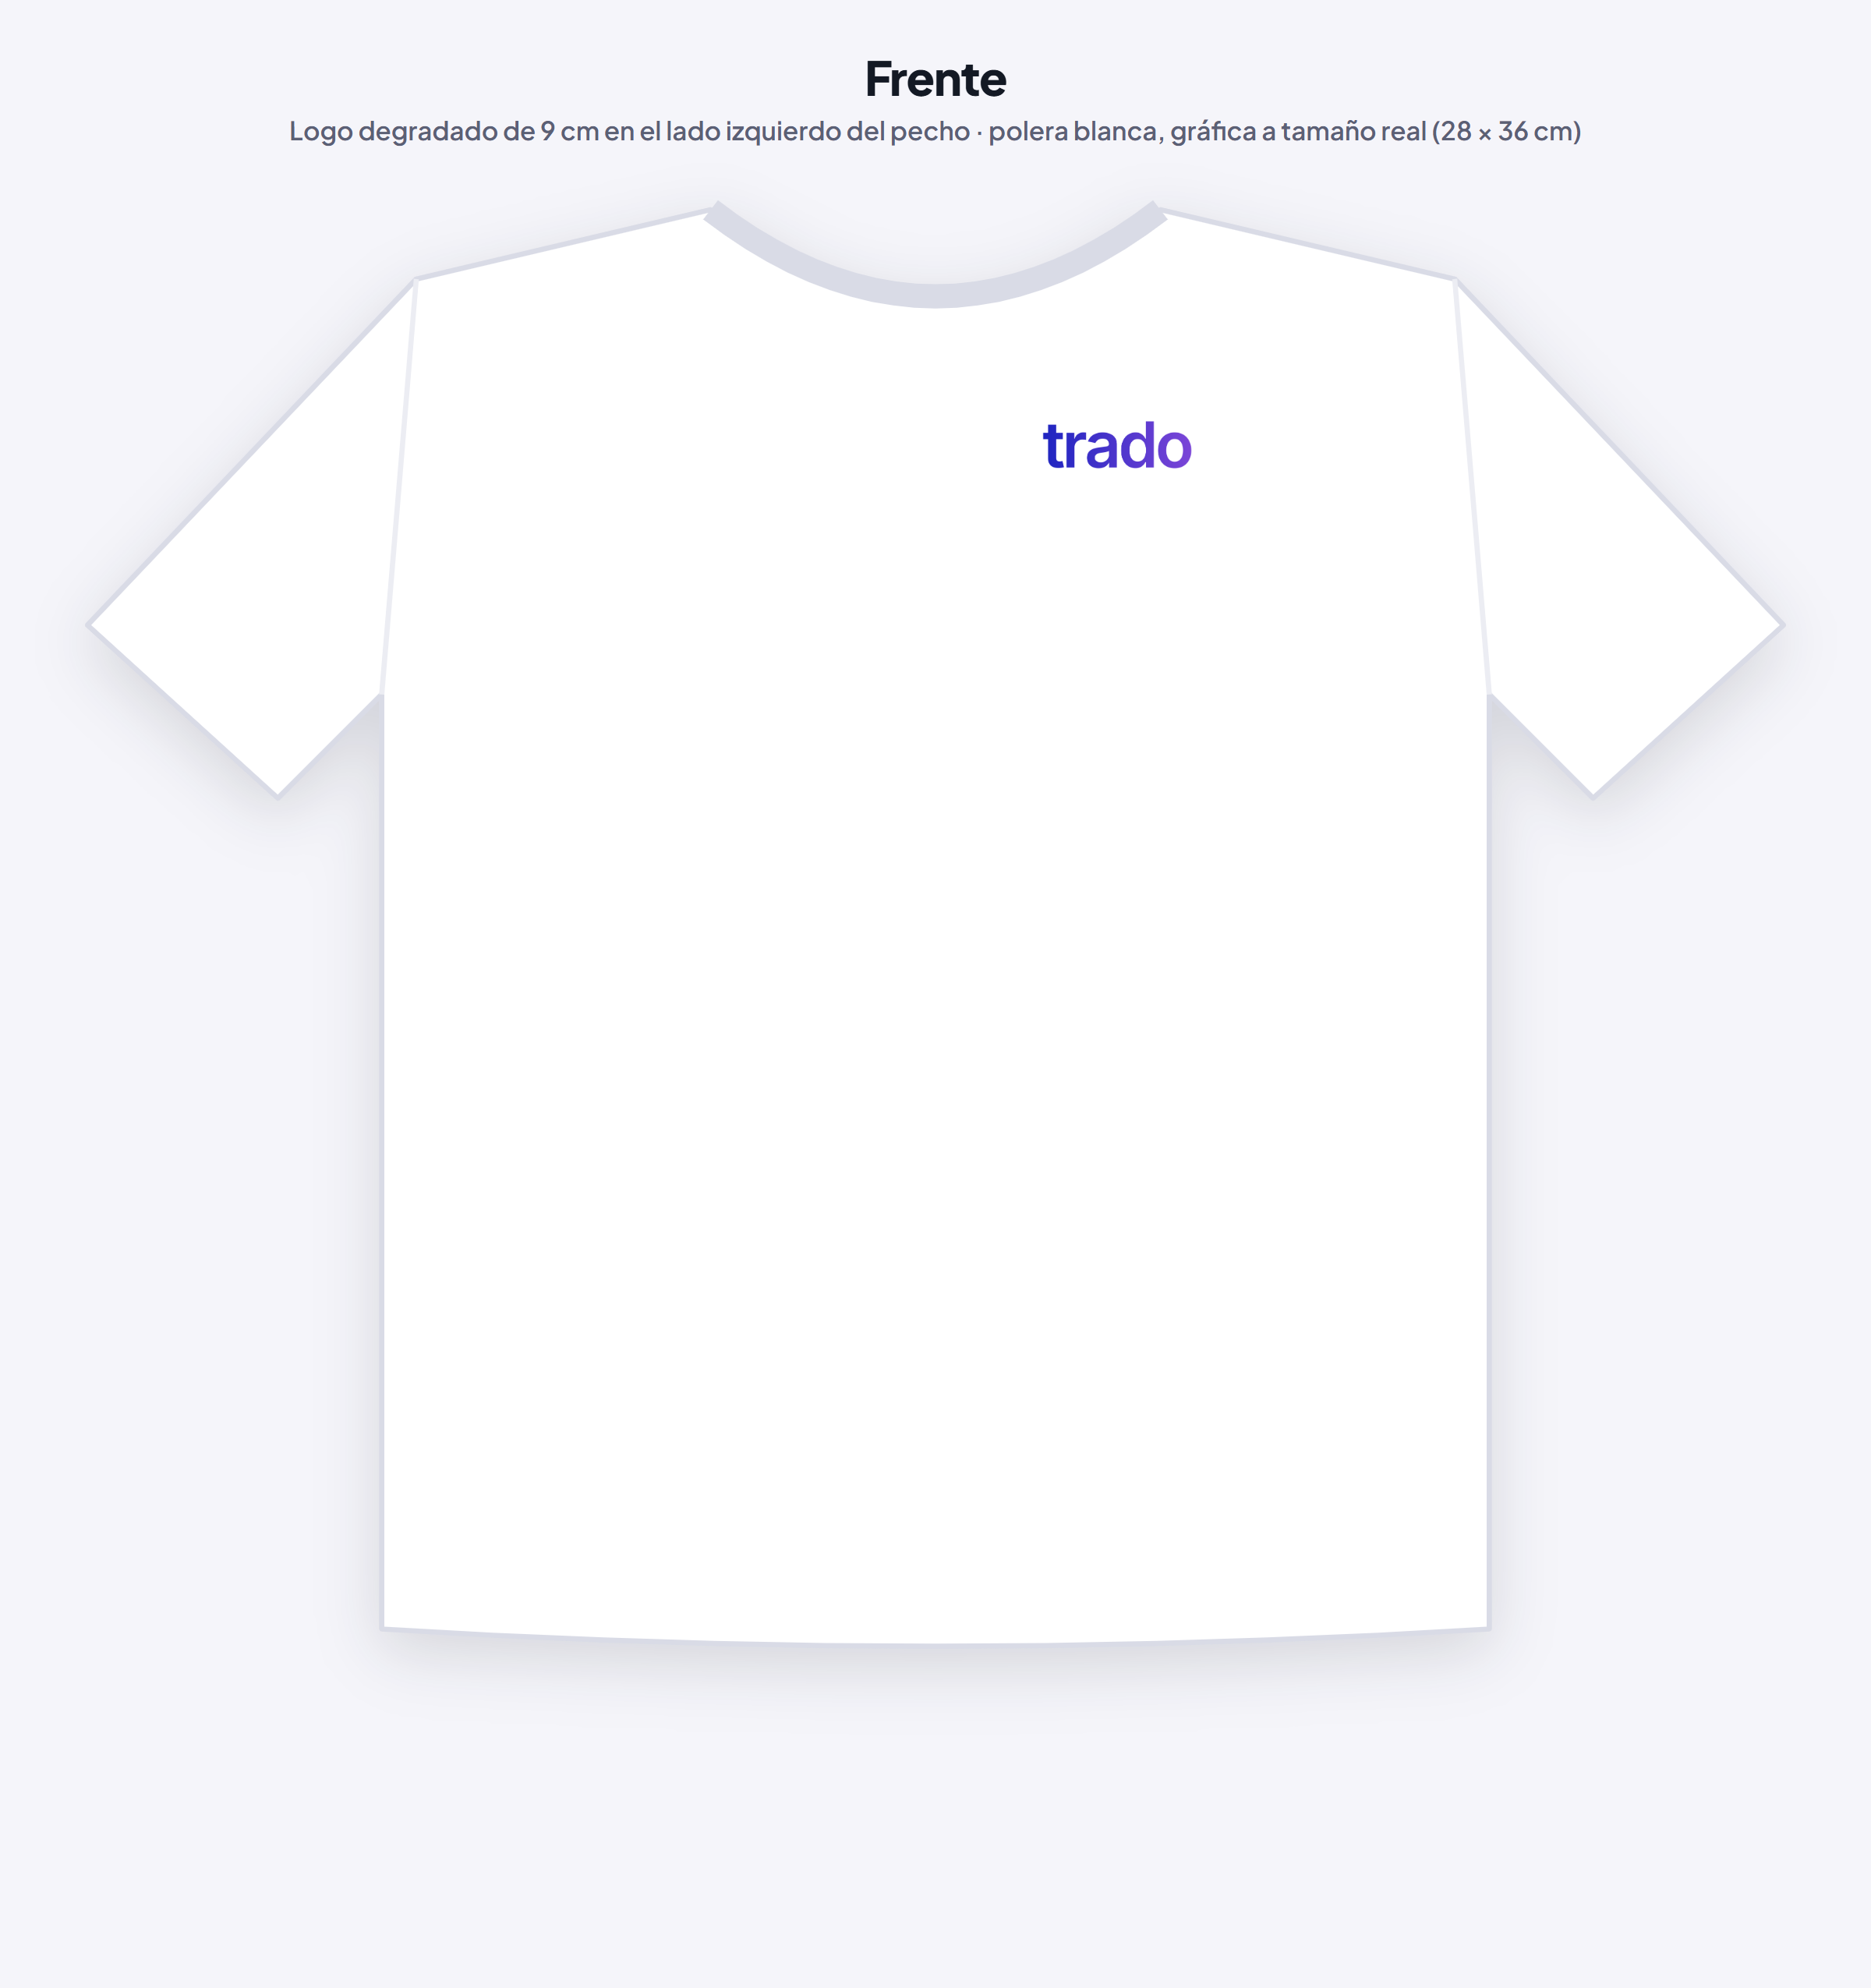 Frente
Logo degradado de 9 cm en el lado izquierdo del pecho · polera blanca, gráfica a tamaño real (28 × 36 cm)
trado